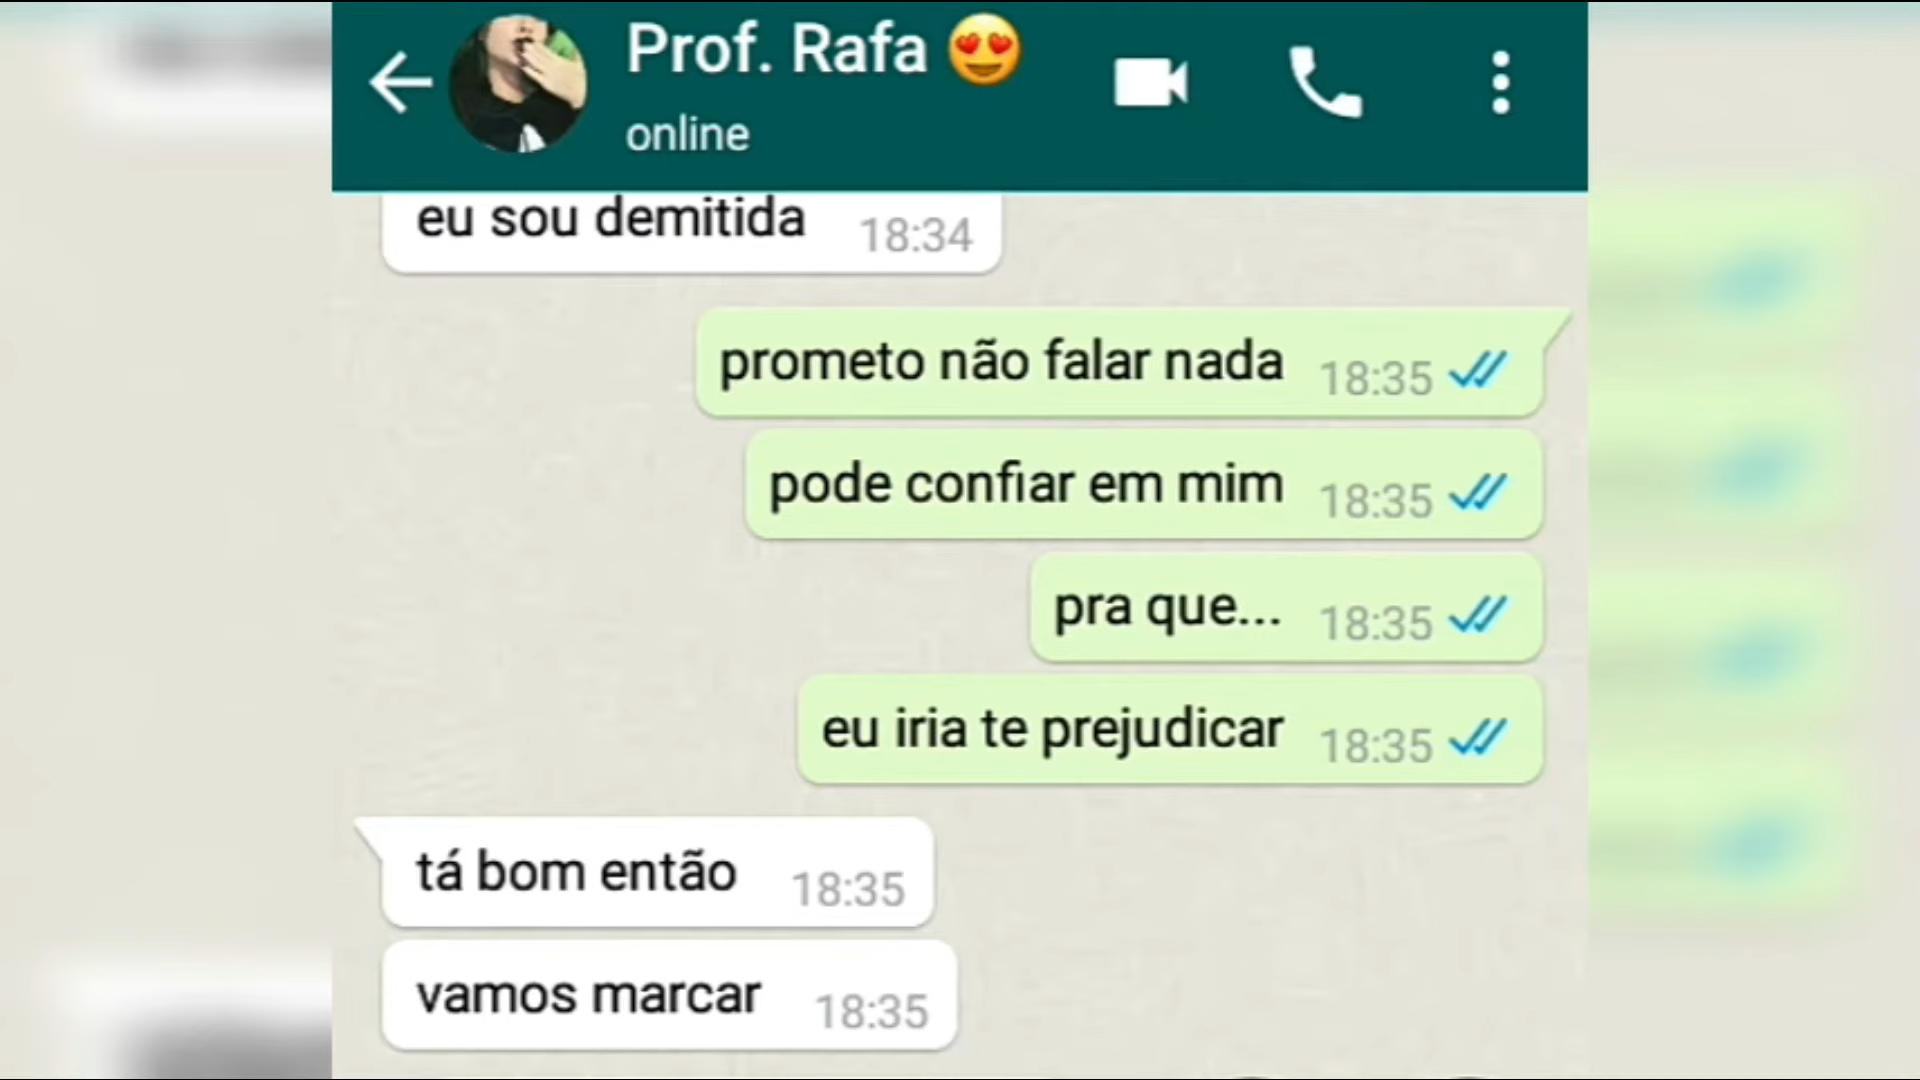 Prof. Rafa 😍
online
eu sou demitida 18:34
prometo não falar nada 18:35
pode confiar em mim 18:35
pra que... 18:35
eu iria te prejudicar 18:35
tá bom então 18:35
vamos marcar 18:35